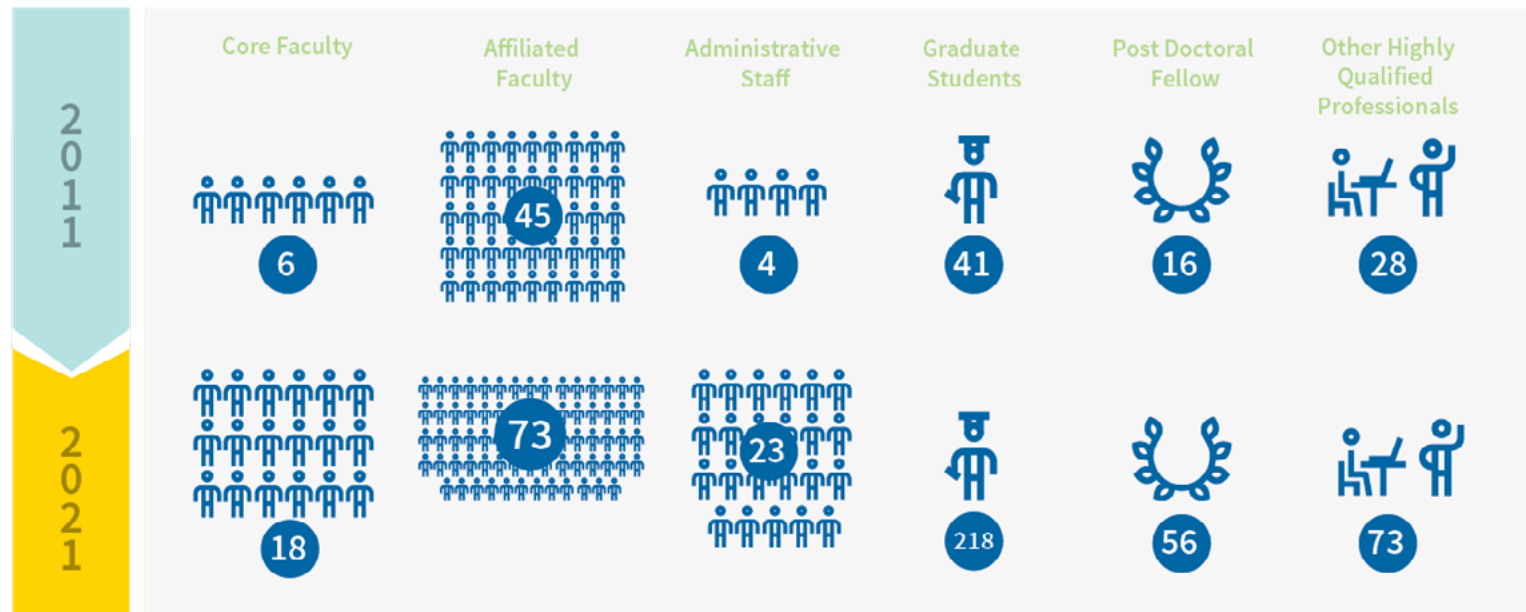 2011
Core Faculty
Affiliated
Faculty
Administrative
Staff
Graduate
Students
Post Doctoral
Fellow
Other Highly
Qualified
Professionals
6
45
4
41
16
28
2021
18
73
23
218
56
73